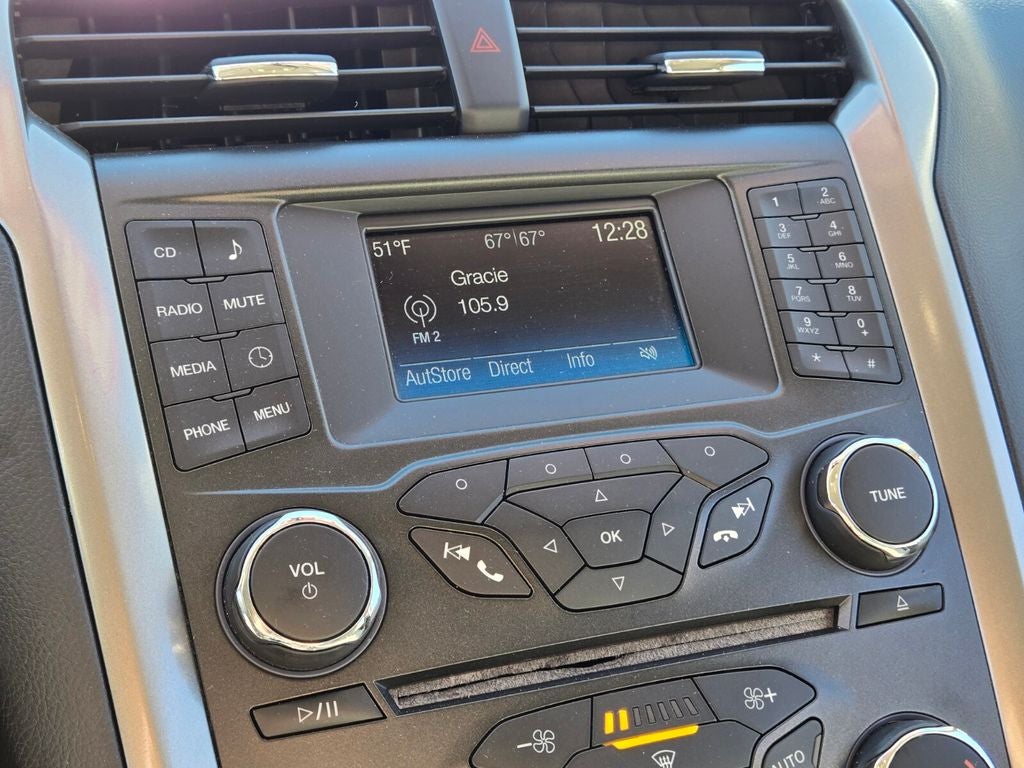 51°F 67°|67° 12:28
Gracie
105.9
FM 2
AutStore Direct Info
CD
RADIO MUTE
MEDIA
PHONE MENU
1 2 ABC
3 DEF 4 GHI
5 JKL 6 MNO
7 PQRS 8 TUV
9 WXYZ 0 +
* #
OK
VOL
TUNE
AUTO